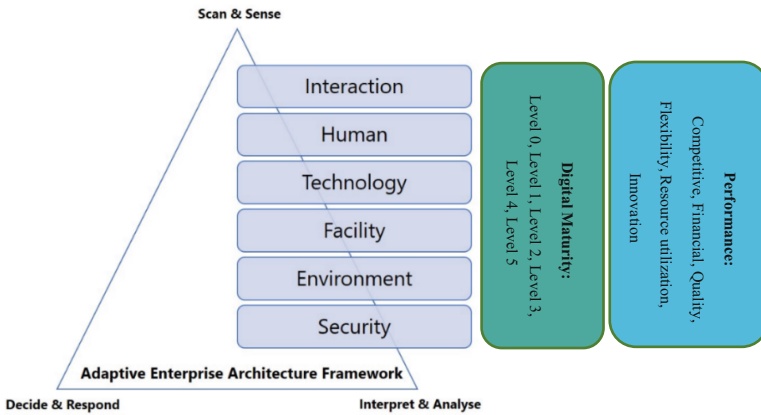 Scan & Sense
Interaction
Human
Technology
Facility
Environment
Security
Adaptive Enterprise Architecture Framework
Decide & Respond
Interpret & Analyse
Digital Maturity:
Level 0, Level 1, Level 2, Level 3,
Level 4, Level 5
Performance:
Competitive, Financial, Quality,
Flexibility, Resource utilization,
Innovation